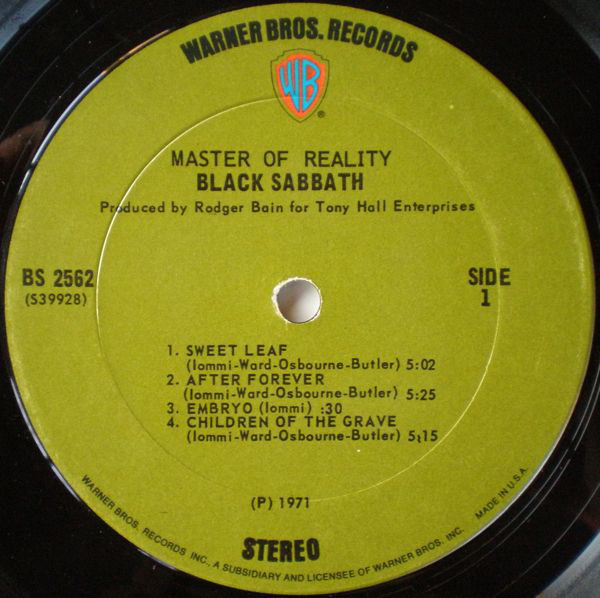 WARNER BROS. RECORDS
WB
®
MASTER OF REALITY
BLACK SABBATH
Produced by Rodger Bain for Tony Hall Enterprises
BS 2562
(S39928)
SIDE
1
1. SWEET LEAF
(Iommi-Ward-Osbourne-Butler) 5:02
2. AFTER FOREVER
(Iommi-Ward-Osbourne-Butler) 5:25
3. EMBRYO (Iommi) :30
4. CHILDREN OF THE GRAVE
(Iommi-Ward-Osbourne-Butler) 5:15
(P) 1971
STEREO
WARNER BROS. RECORDS INC., A SUBSIDIARY AND LICENSEE OF WARNER BROS. INC. MADE IN U.S.A.